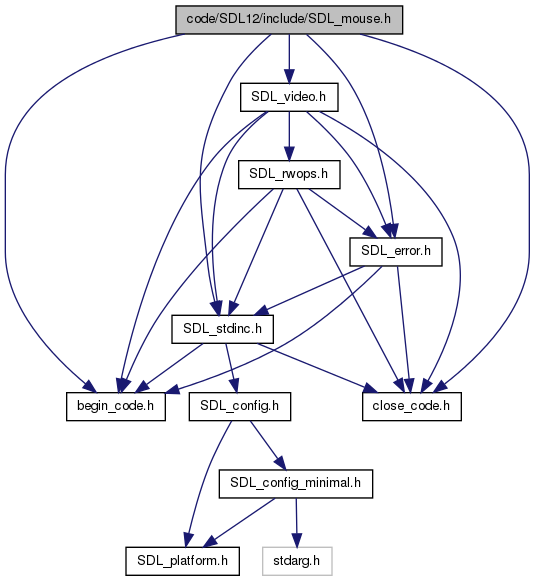 code/SDL12/include/SDL_mouse.h
SDL_video.h
SDL_rwops.h
SDL_error.h
SDL_stdinc.h
begin_code.h
SDL_config.h
close_code.h
SDL_config_minimal.h
SDL_platform.h
stdarg.h